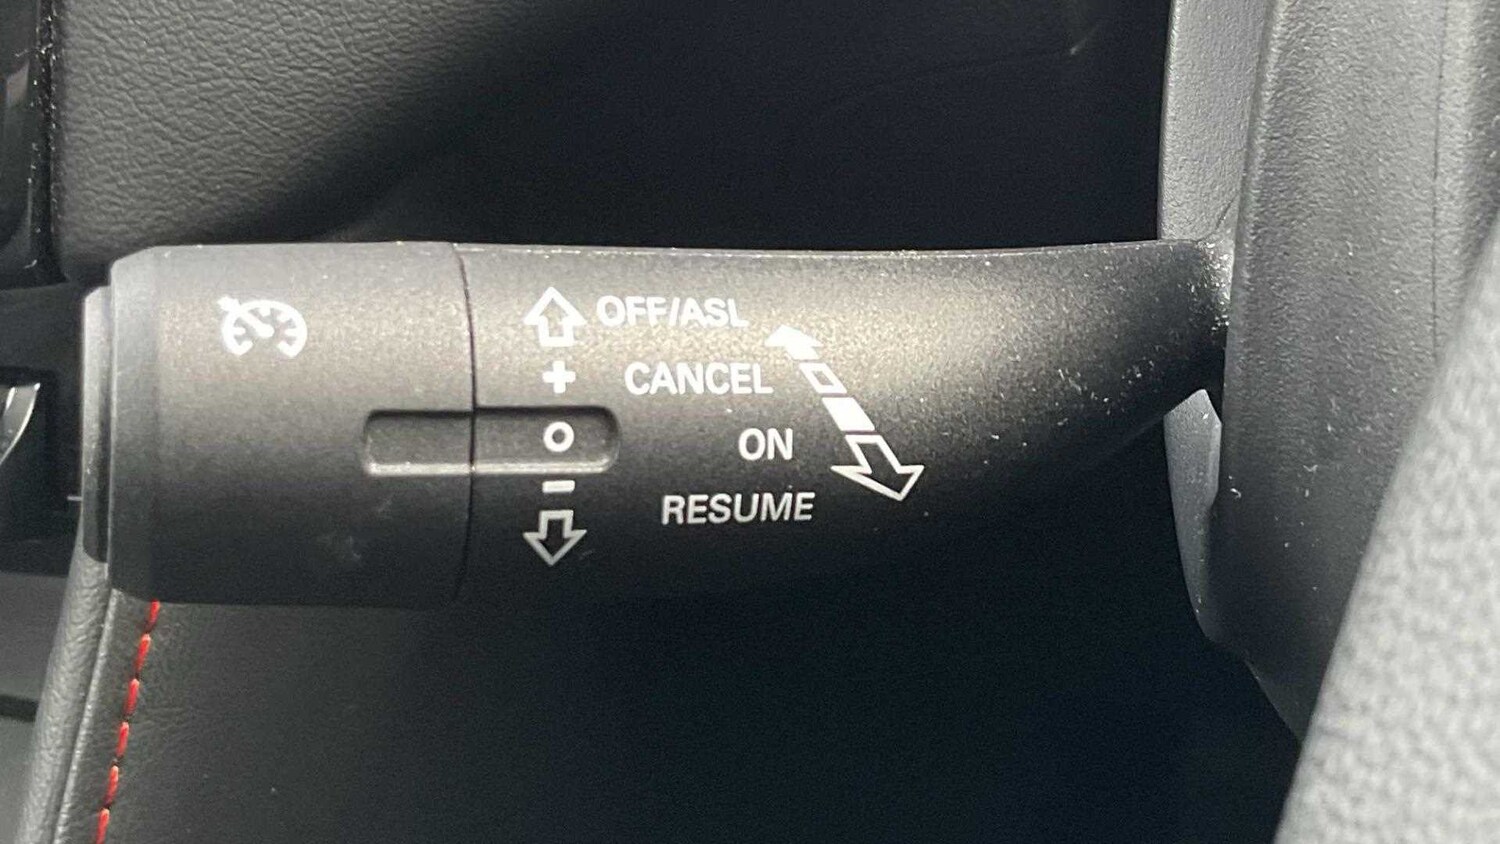 OFF/ASL
+ CANCEL
O ON
- RESUME